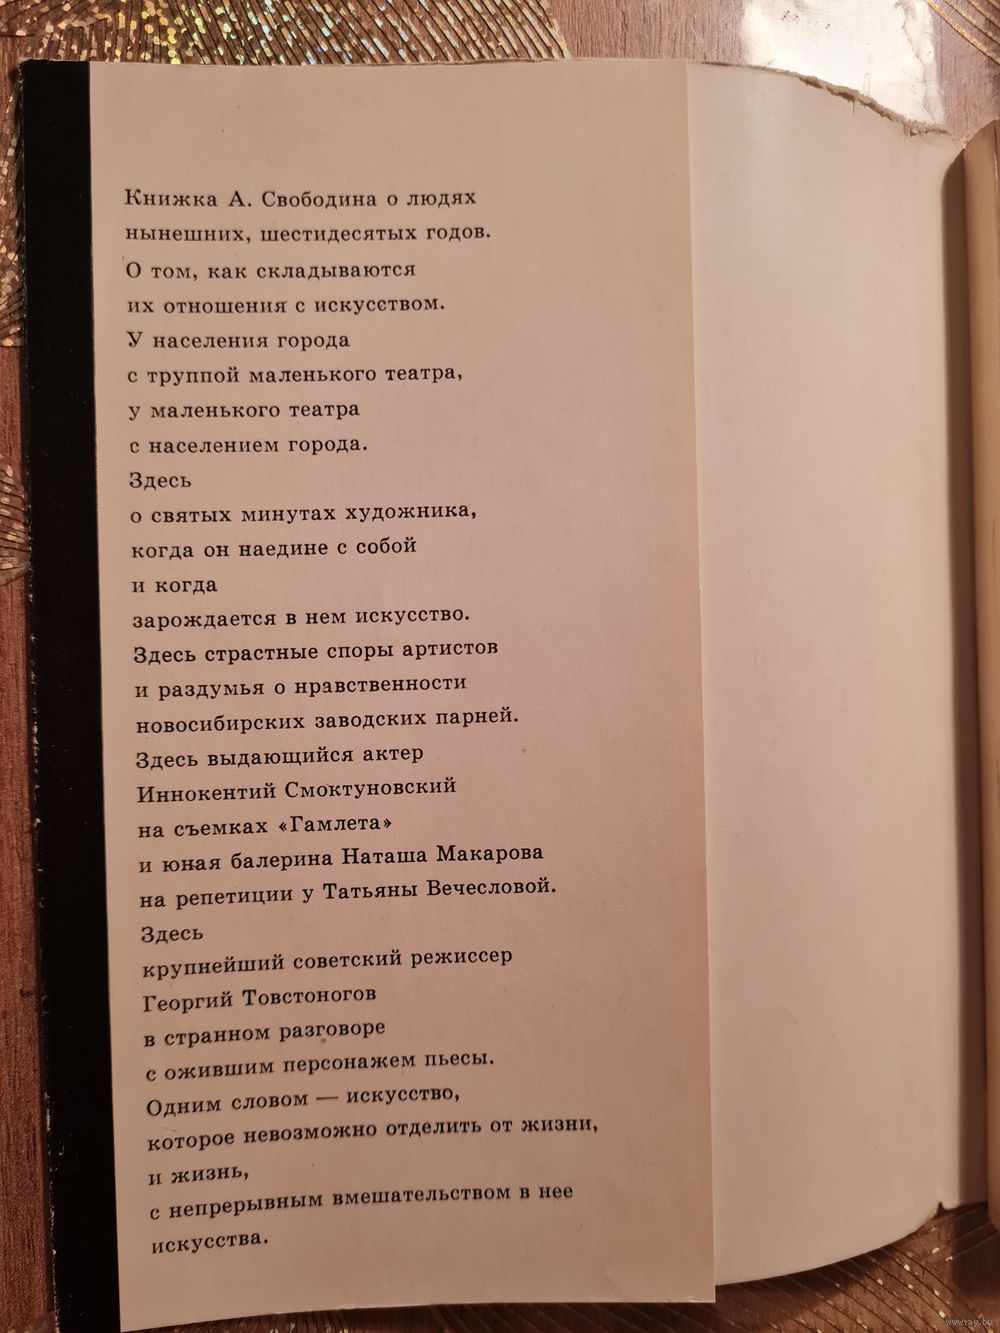 Книжка А. Свободина о людях
нынешних, шестидесятых годов.
О том, как складываются
их отношения с искусством.
У населения города
с труппой маленького театра,
у маленького театра
с населением города.
Здесь
о святых минутах художника,
когда он наедине с собой
и когда
зарождается в нем искусство.
Здесь страстные споры артистов
и раздумья о нравственности
новосибирских заводских парней.
Здесь выдающийся актер
Иннокентий Смоктуновский
на съемках «Гамлета»
и юная балерина Наташа Макарова
на репетиции у Татьяны Вечесловой.
Здесь
крупнейший советский режиссер
Георгий Товстоногов
в странном разговоре
с ожившим персонажем пьесы.
Одним словом — искусство,
которое невозможно отделить от жизни,
и жизнь,
с непрерывным вмешательством в нее
искусства.
www.ay.by